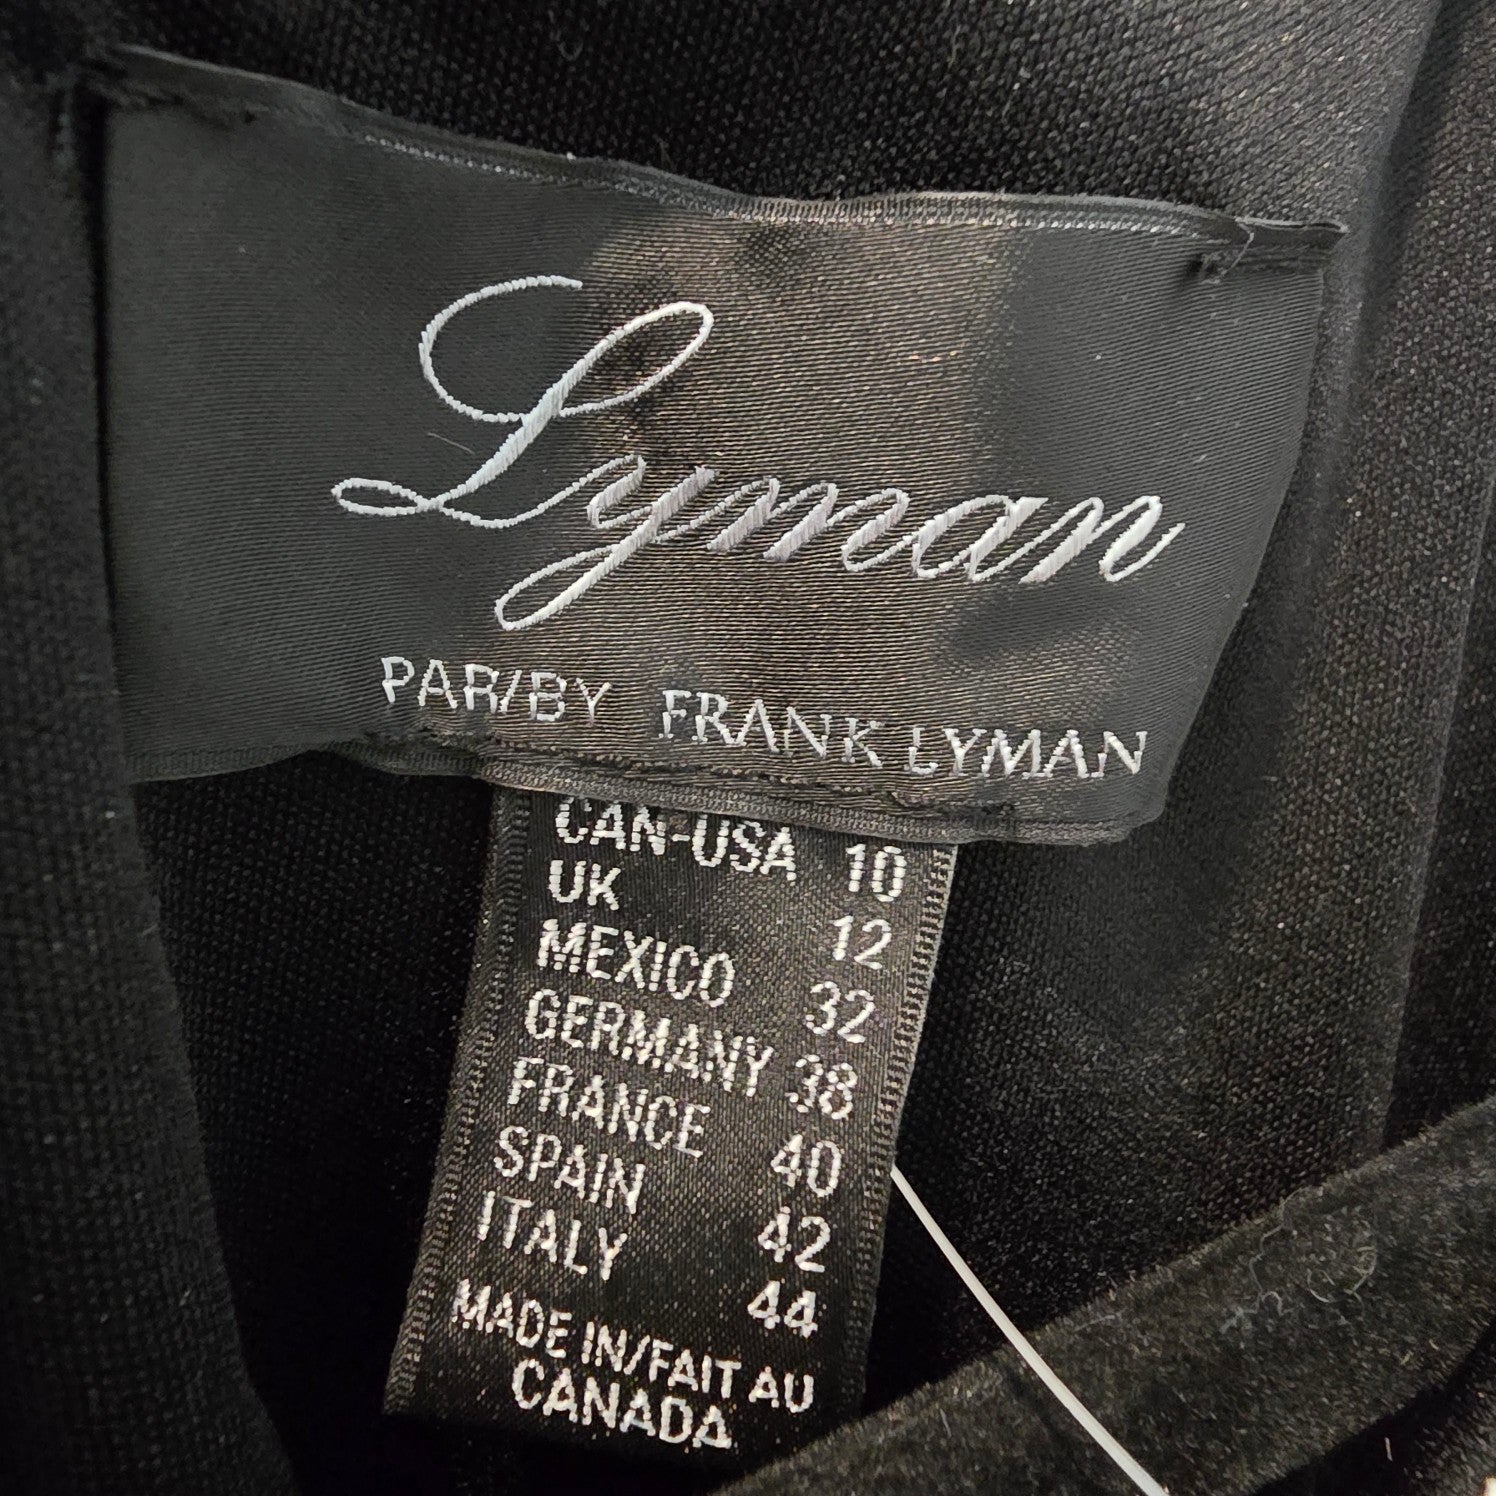 Lyman
PAR/BY FRANK LYMAN
CAN-USA 10
UK 12
MEXICO 32
GERMANY 38
FRANCE 40
SPAIN 42
ITALY 44
MADE IN/FAIT AU
CANADA